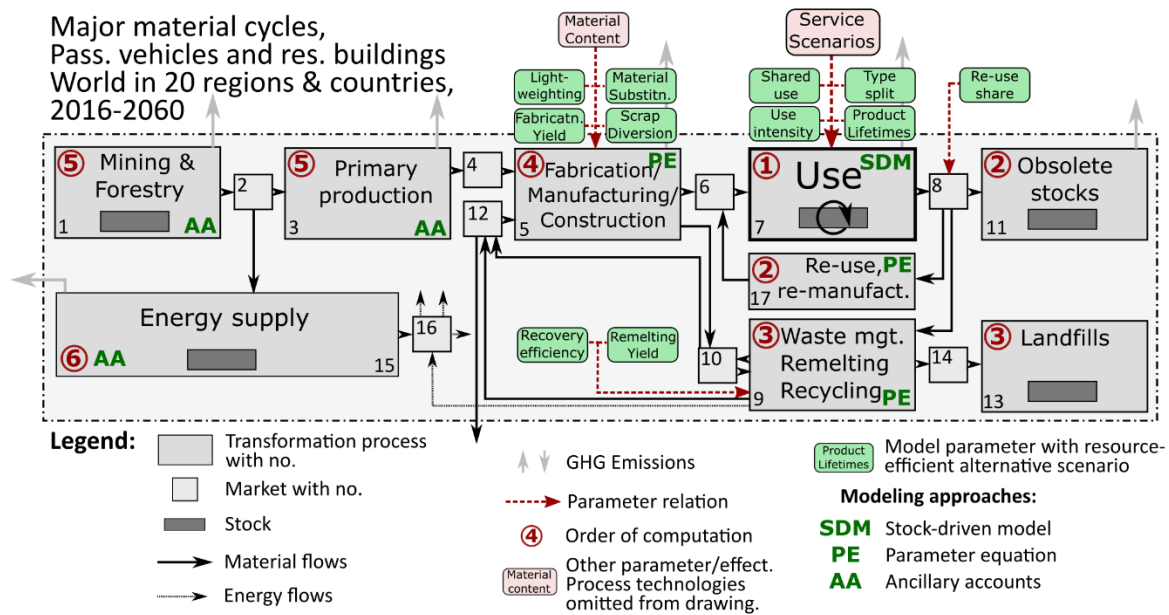 Major material cycles,
Pass. vehicles and res. buildings
World in 20 regions & countries,
2016-2060
Material
Content
Service
Scenarios
Light-
weighting
Material
Substitn.
Fabricatn.
Yield
Scrap
Diversion
Shared
use
Type
split
Use
intensity
Product
Lifetimes
Re-use
share
5
Mining &
Forestry
1
AA
2
5
Primary
production
3
AA
4
12
4
PE
Fabrication/
Manufacturing/
Construction
5
6
1
SDM
Use
7
8
2
Obsolete
stocks
11
2
Re-use,
re-manufact.
PE
17
Energy supply
6
AA
15
16
Recovery
efficiency
Remelting
Yield
10
3
Waste mgt.
Remelting
Recycling
9
PE
14
3
Landfills
13
Legend:
Transformation process
with no.
Market with no.
Stock
Material flows
Energy flows
GHG Emissions
Parameter relation
4
Order of computation
Material
content
Other parameter/effect.
Process technologies
omitted from drawing.
Product
Lifetimes
Model parameter with resource-
efficient alternative scenario
Modeling approaches:
SDM Stock-driven model
PE Parameter equation
AA Ancillary accounts